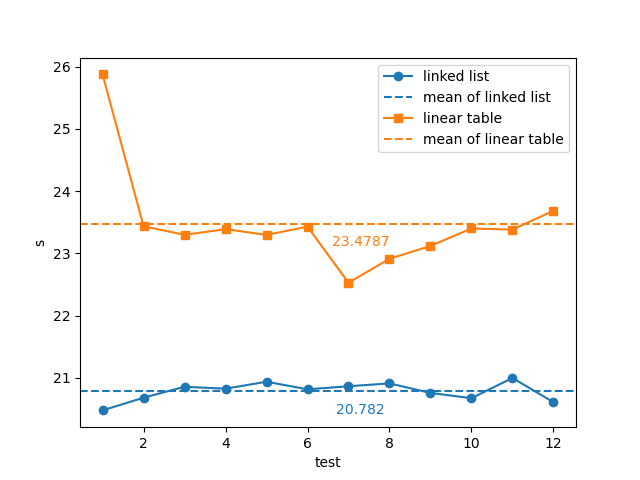 26
25
24
23
22
21
s
linked list
mean of linked list
linear table
mean of linear table
23.4787
20.782
2 4 6 8 10 12
test